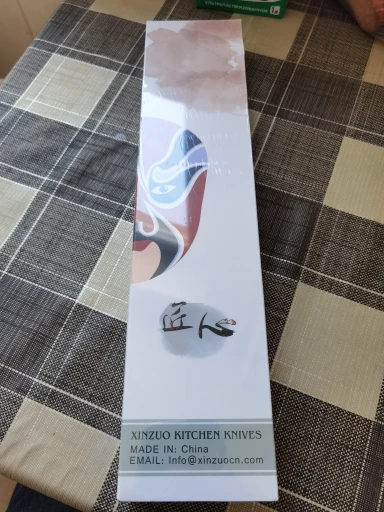 匠心
XINZUO KITCHEN KNIVES
MADE IN: China
EMAIL: Info@xinzuocn.com